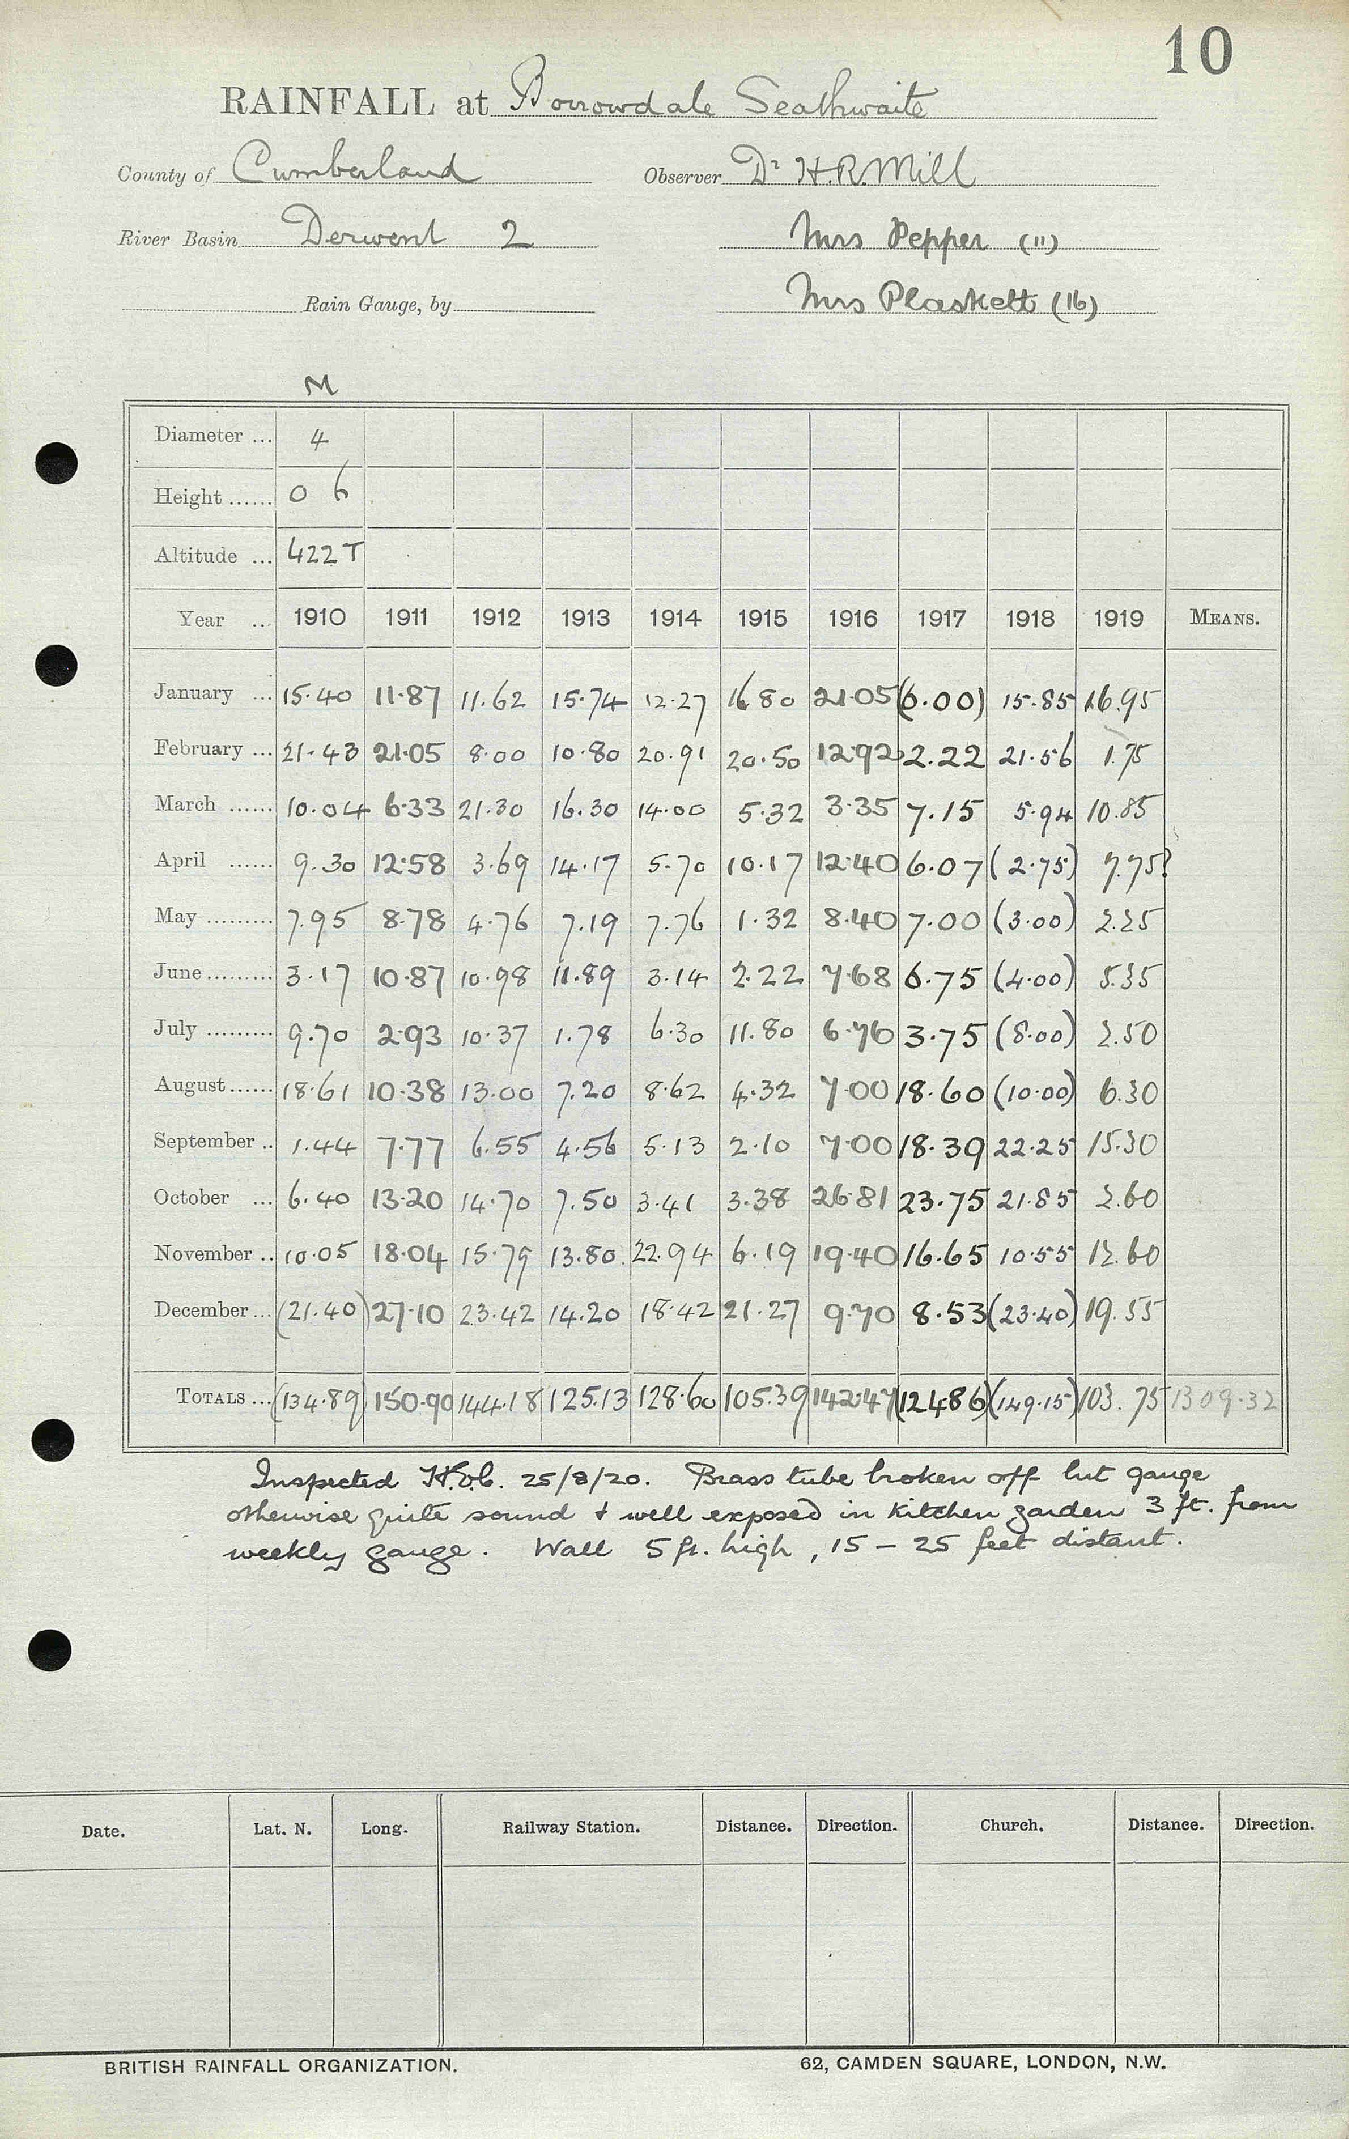 10
RAINFALL at Borrowdale Seathwaite
County of Cumberland Observer Dr H.R. Mill
River Basin Derwent 2 Mrs Pepper (11)
Rain Gauge, by Mrs Plaskett (16)
M
Diameter ... 4
Height ...... 0 6
Altitude ... 422 T
Year ... 1910 1911 1912 1913 1914 1915 1916 1917 1918 1919 MEANS.
January ... 15.40 11.87 11.62 15.74 12.27 16.80 21.05 (6.00) 15.85 16.95
February ... 21.43 21.05 8.00 10.80 20.91 20.50 12.92 2.22 21.56 1.75
March ...... 10.04 6.33 21.30 16.30 14.00 5.32 3.35 7.15 5.94 10.85
April ...... 9.30 12.58 3.69 14.17 5.70 10.17 12.40 6.07 (2.75) 7.75?
May ......... 7.95 8.78 4.76 7.19 7.76 1.32 8.40 7.00 (3.00) 2.25
June ......... 3.17 10.87 10.98 11.89 3.14 2.22 7.68 6.75 (4.00) 5.35
July ......... 9.70 2.93 10.37 1.78 6.30 11.80 6.76 3.75 (8.00) 2.50
August ...... 18.61 10.38 13.00 7.20 8.62 4.32 7.00 18.60 (10.00) 6.30
September .. 1.44 7.77 6.55 4.56 5.13 2.10 7.00 18.39 22.25 15.30
October ... 6.40 13.20 14.70 7.50 3.41 3.38 26.81 23.75 21.85 2.60
November .. 10.05 18.04 15.79 13.80 22.94 6.19 19.40 16.65 10.55 12.60
December ... (21.40) 27.10 23.42 14.20 18.42 21.27 9.70 8.53 (23.40) 19.55
TOTALS ... (134.89) 150.90 144.18 125.13 128.60 105.39 142.47 (124.86) (149.15) 103.75 1309.32
Inspected 25/8/20. Brass tube broken off but gauge
otherwise quite sound & well exposed in kitchen garden 3 ft. from
weekly gauge. Wall 5 ft. high, 15 – 25 feet distant.
Date. Lat. N. Long. Railway Station. Distance. Direction. Church. Distance. Direction.
BRITISH RAINFALL ORGANIZATION. 62, CAMDEN SQUARE, LONDON, N.W.